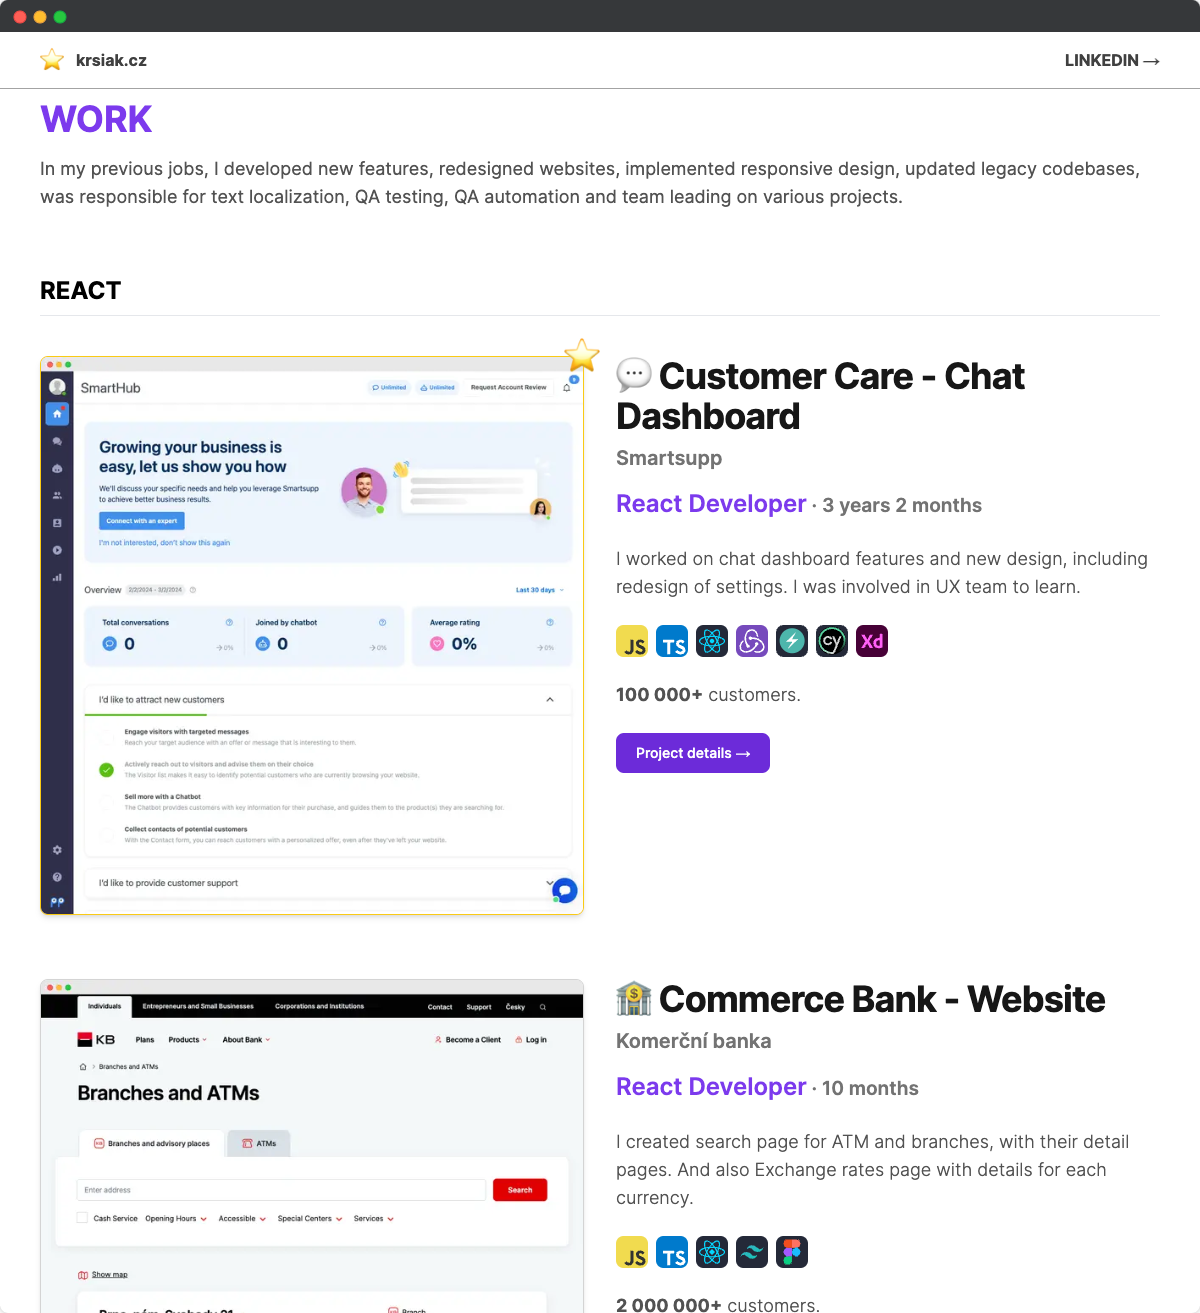 krsiak.cz
LINKEDIN →
WORK
In my previous jobs, I developed new features, redesigned websites, implemented responsive design, updated legacy codebases,
was responsible for text localization, QA testing, QA automation and team leading on various projects.
REACT
SmartHub
Unlimited
Unlimited
Request Account Review
Growing your business is
easy, let us show you how
We'll discuss your specific needs and help you leverage Smartsupp
to achieve better business results.
Connect with an expert
I'm not interested, don't show this again
Overview
2/2/2024 - 3/2/2024
Last 30 days
Total conversations
0
→ 0%
Joined by chatbot
0
→ 0%
Average rating
0%
→ 0%
I'd like to attract new customers
Engage visitors with targeted messages
Reach your target audience with an offer or message that is interesting to them.
Actively reach out to visitors and advise them on their choice
The Visitor list makes it easy to identify potential customers who are currently browsing your website.
Sell more with a Chatbot
The Chatbot provides customers with key information for their purchase, and guides them to the product(s) they are searching for.
Collect contacts of potential customers
With the Contact form, you can reach customers with a personalized offer, even after they've left your website.
I'd like to provide customer support
Customer Care - Chat
Dashboard
Smartsupp
React Developer · 3 years 2 months
I worked on chat dashboard features and new design, including
redesign of settings. I was involved in UX team to learn.
JS TS cy Xd
100 000+ customers.
Project details →
Individuals
Entrepreneurs and Small Businesses
Corporations and Institutions
Contact
Support
Česky
KB
Plans
Products
About Bank
Become a Client
Log in
Branches and ATMs
Branches and ATMs
Branches and advisory places
ATMs
Enter address
Search
Cash Service
Opening Hours
Accessible
Special Centers
Services
Show map
Branch
Commerce Bank - Website
Komerční banka
React Developer · 10 months
I created search page for ATM and branches, with their detail
pages. And also Exchange rates page with details for each
currency.
JS TS
2 000 000+ customers.